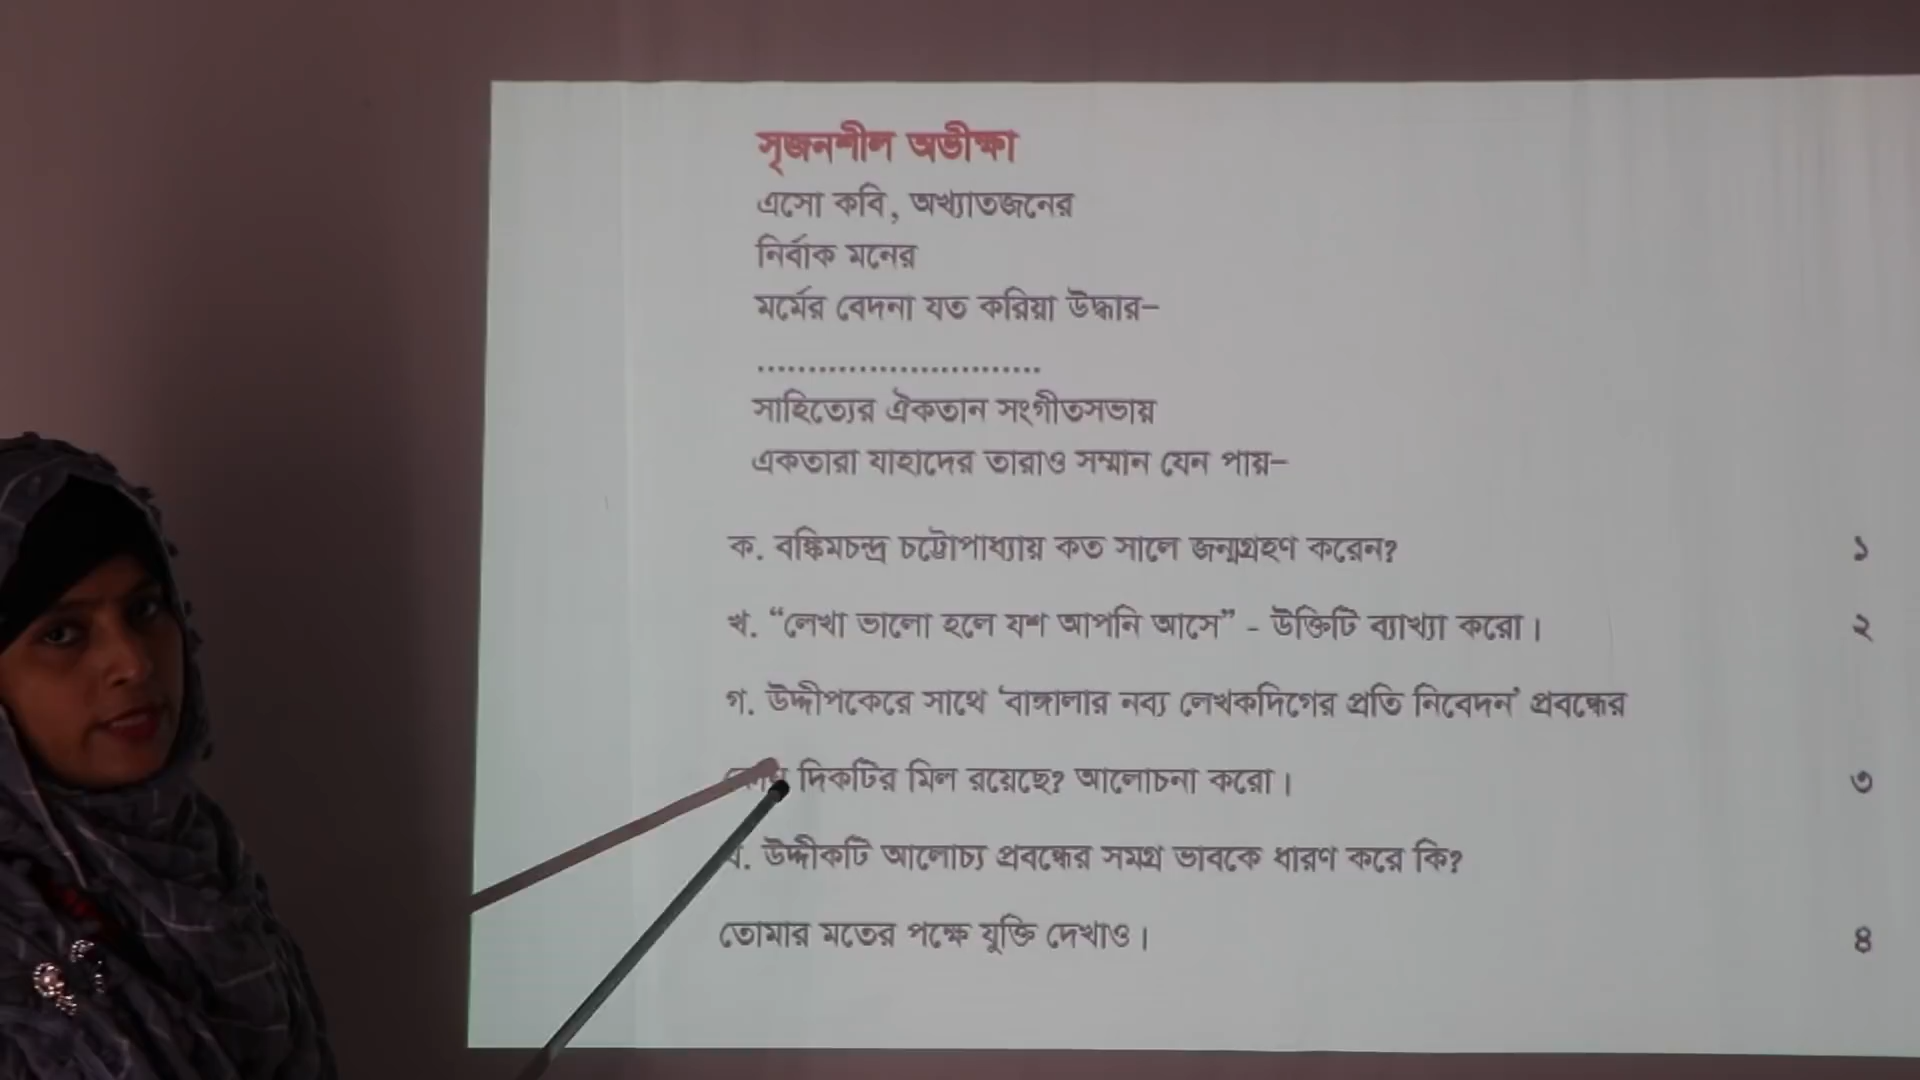 সৃজনশীল অভীক্ষা
এসো কবি, অখ্যাতজনের
নির্বাক মনের
মর্মের বেদনা যত করিয়া উদ্ধার–
...........................
সাহিত্যের ঐকতান সংগীতসভায়
একতারা যাহাদের তারাও সম্মান যেন পায়–
ক. বঙ্কিমচন্দ্র চট্টোপাধ্যায় কত সালে জন্মগ্রহণ করেন? ১
খ. “লেখা ভালো হলে যশ আপনি আসে” - উক্তিটি ব্যাখ্যা করো। ২
গ. উদ্দীপকেরে সাথে ‘বাঙ্গালার নব্য লেখকদিগের প্রতি নিবেদন’ প্রবন্ধের
দিকটির মিল রয়েছে? আলোচনা করো। ৩
ঘ. উদ্দীকটি আলোচ্য প্রবন্ধের সমগ্র ভাবকে ধারণ করে কি?
তোমার মতের পক্ষে যুক্তি দেখাও। ৪